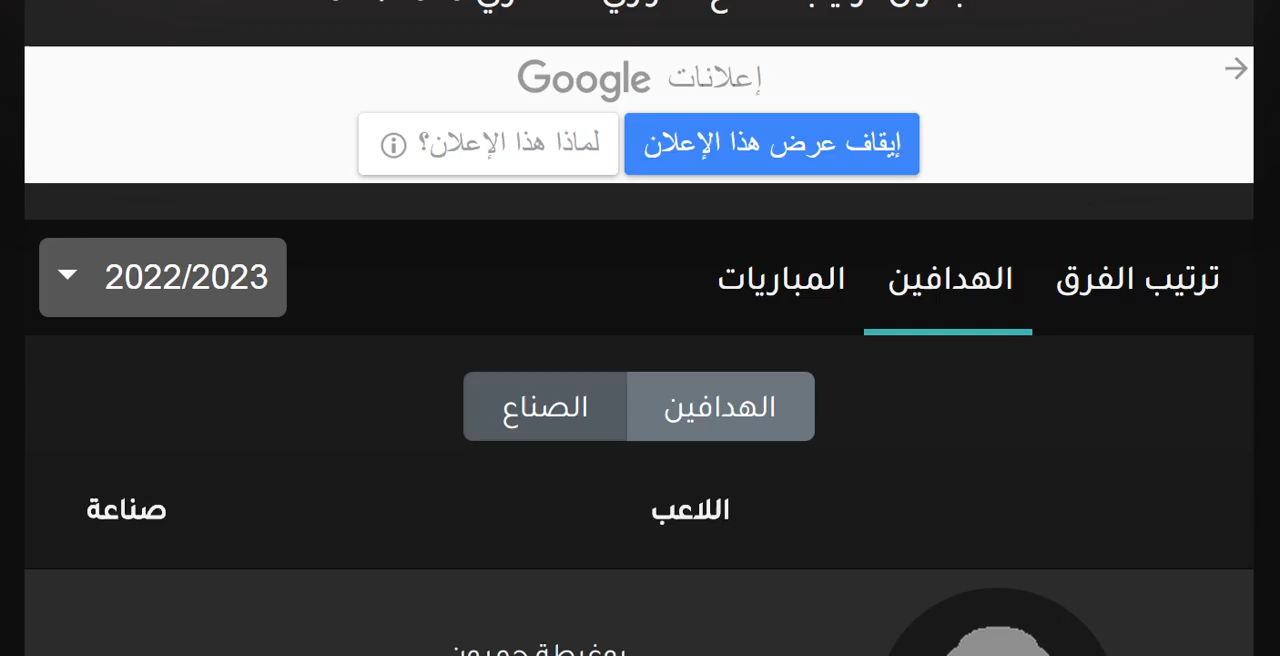 إعلانات Google
إيقاف عرض هذا الإعلان
لماذا هذا الإعلان؟
ترتيب الفرق
الهدافين
المباريات
2022/2023
الهدافين
الصناع
اللاعب
صناعة